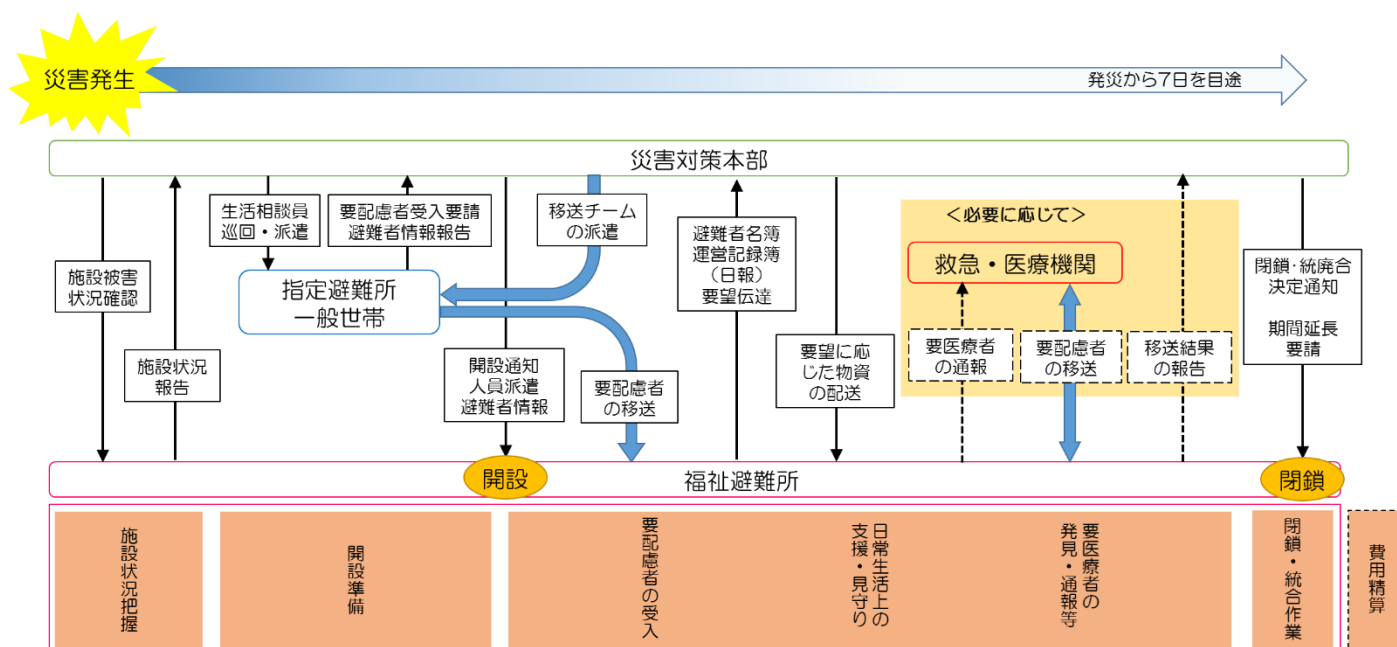 災害発生
発災から7日を目途
災害対策本部
施設被害
状況確認
施設状況
報告
生活相談員
巡回・派遣
要配慮者受入要請
避難者情報報告
指定避難所
一般世帯
開設通知
人員派遣
避難者情報
移送チーム
の派遣
要配慮者
の移送
避難者名簿
運営記録簿
（日報）
要望伝達
要望に応
じた物資
の配送
＜必要に応じて＞
救急・医療機関
要医療者
の通報
要配慮者
の移送
移送結果
の報告
閉鎖・統廃合
決定通知
期間延長
要請
開設
福祉避難所
閉鎖
施設状況把握
開設準備
要配慮者の受入
日常生活上の
支援・見守り
要医療者の
発見・通報等
閉鎖・統合作業
費用精算